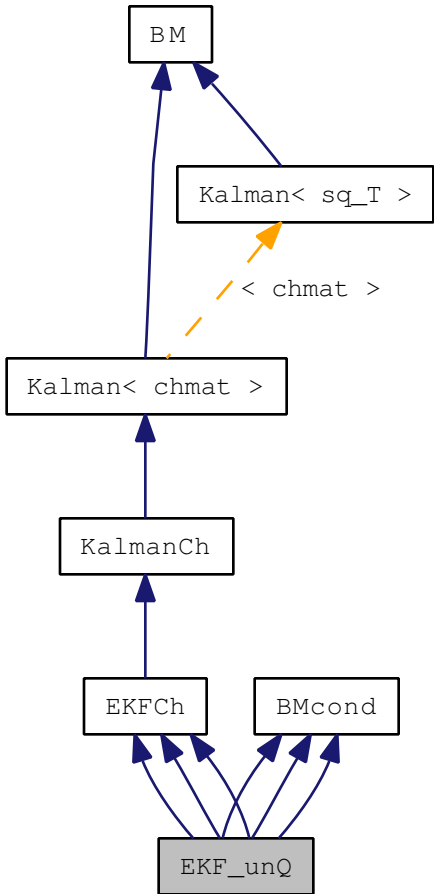 BM
Kalman< sq_T >
< chmat >
Kalman< chmat >
KalmanCh
EKFCh
BMcond
EKF_unQ